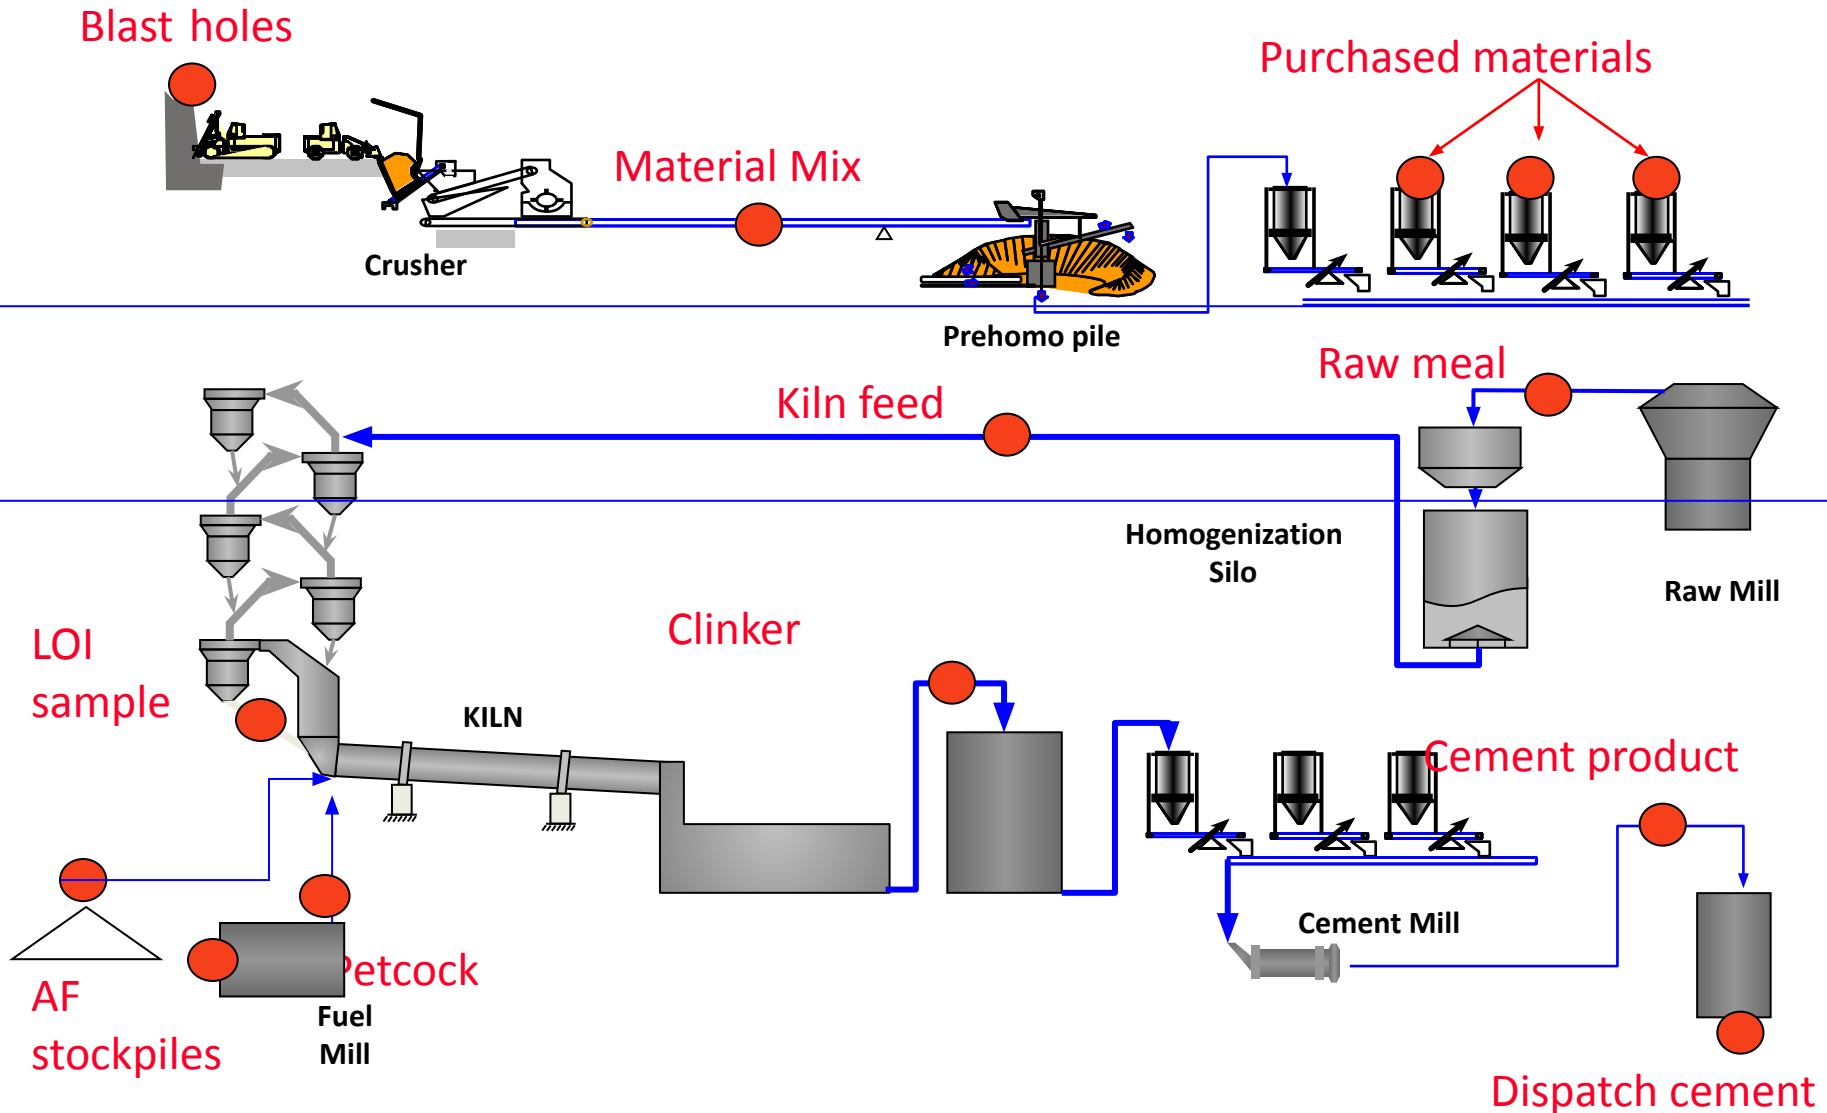 Blast holes
Purchased materials
Material Mix
Crusher
Prehomo pile
Raw meal
Kiln feed
Homogenization
Silo
Raw Mill
LOI
sample
Clinker
KILN
Cement product
Cement Mill
Petcock
AF
stockpiles
Fuel
Mill
Dispatch cement